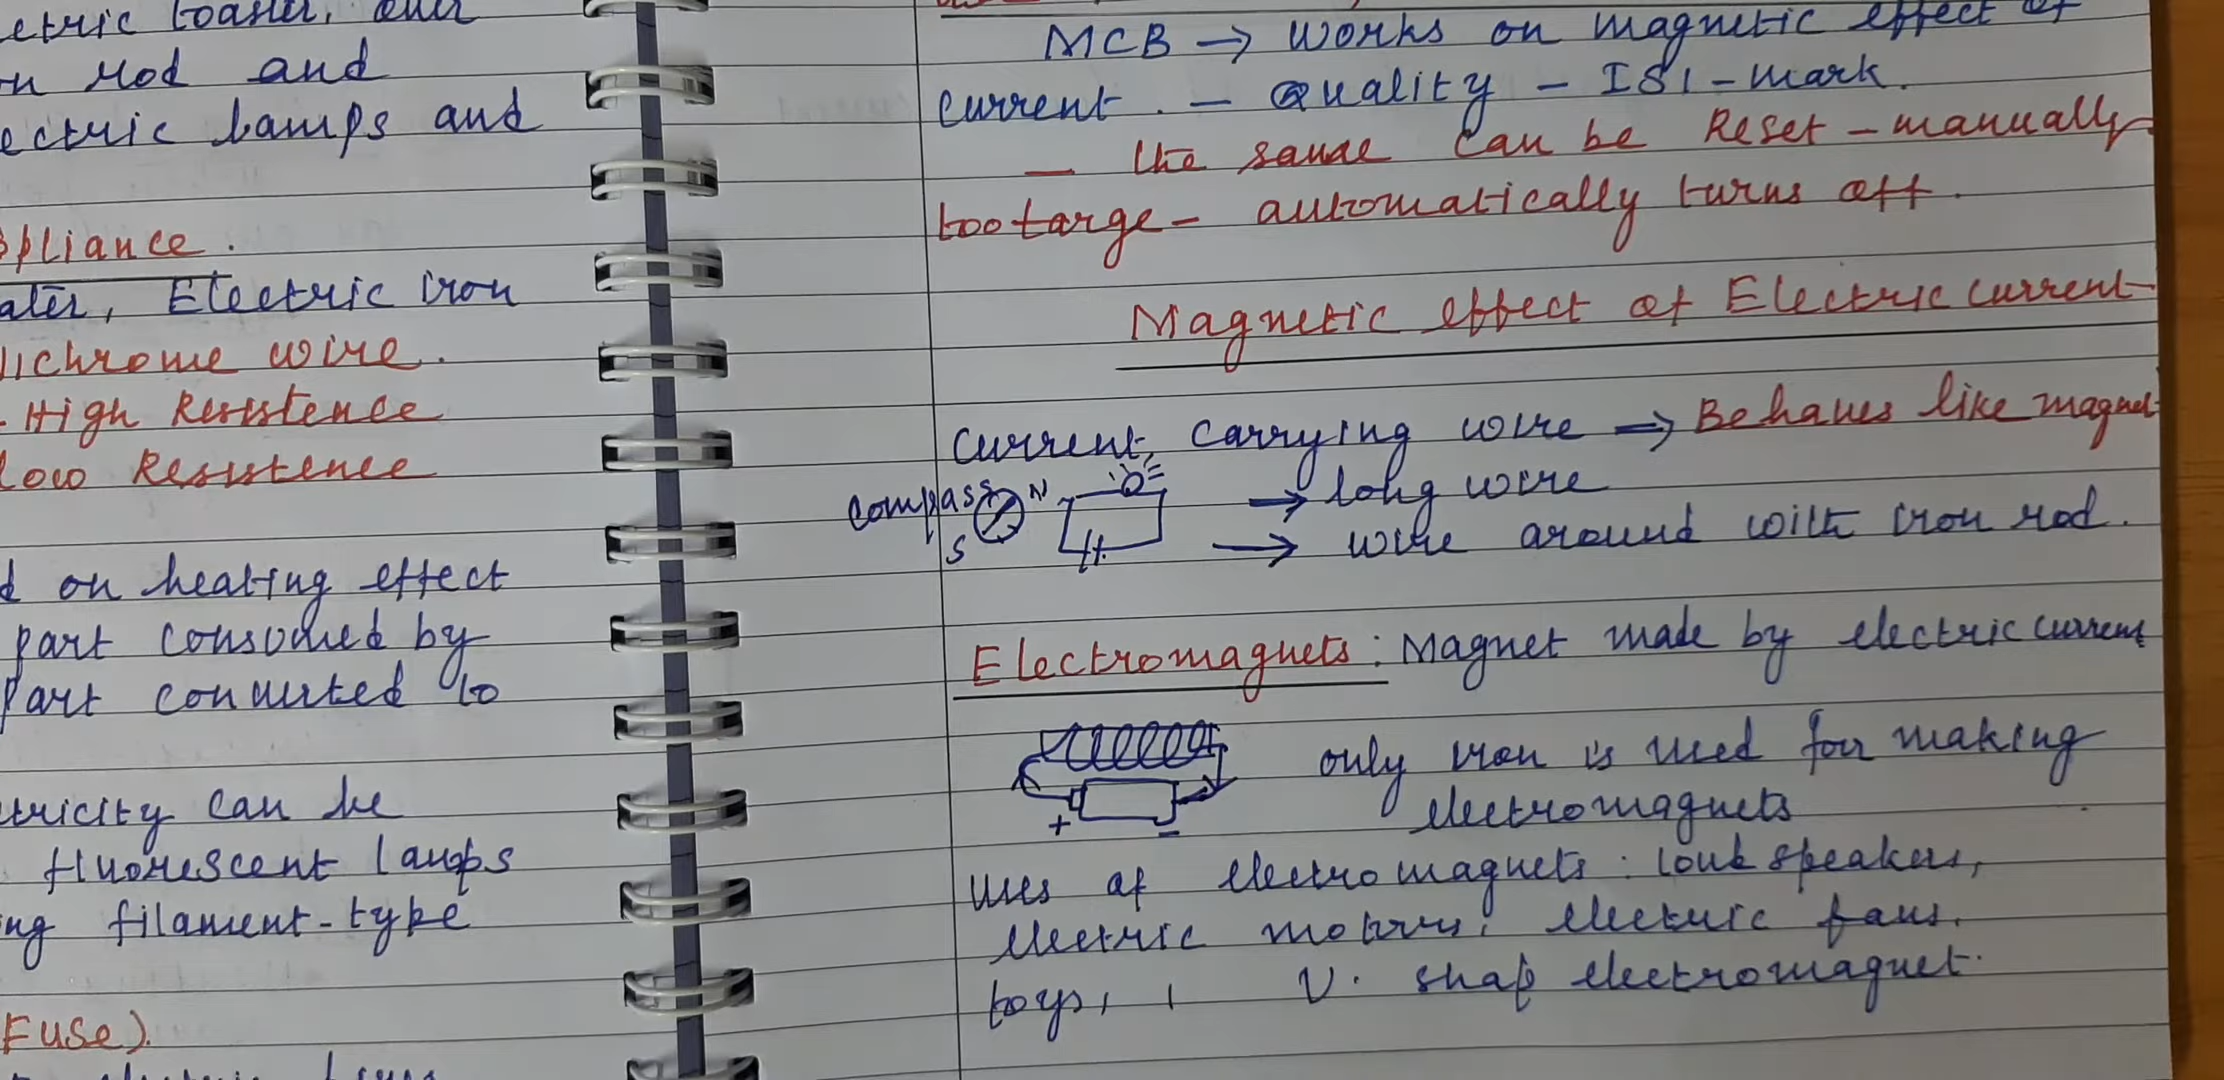 etric toaster, over
n rod and
ectric lamps and
ppliance.
ater, Electric iron
lichrome wire.
- High Resistence
low Resistence
d on heating effect
part consumed by
part converted to
tricity can be
fluorescent lamps
ng filament-type
Fuse).
MCB → works on magnetic effect of
current. - Quality - ISI-mark.
- the same can be Reset - manually
too large - automatically turns off.
Magnetic effect of Electric current
Current, carrying wire → Behaves like magnet
compass N → long wire
S → wire around with iron rod.
Electromagnets: Magnet made by electric current
only iron is used for making
+ - electromagnets
uses of electromagnets: loud speakers,
electric motors, electric fans.
toys, , U. shap electromagnet.